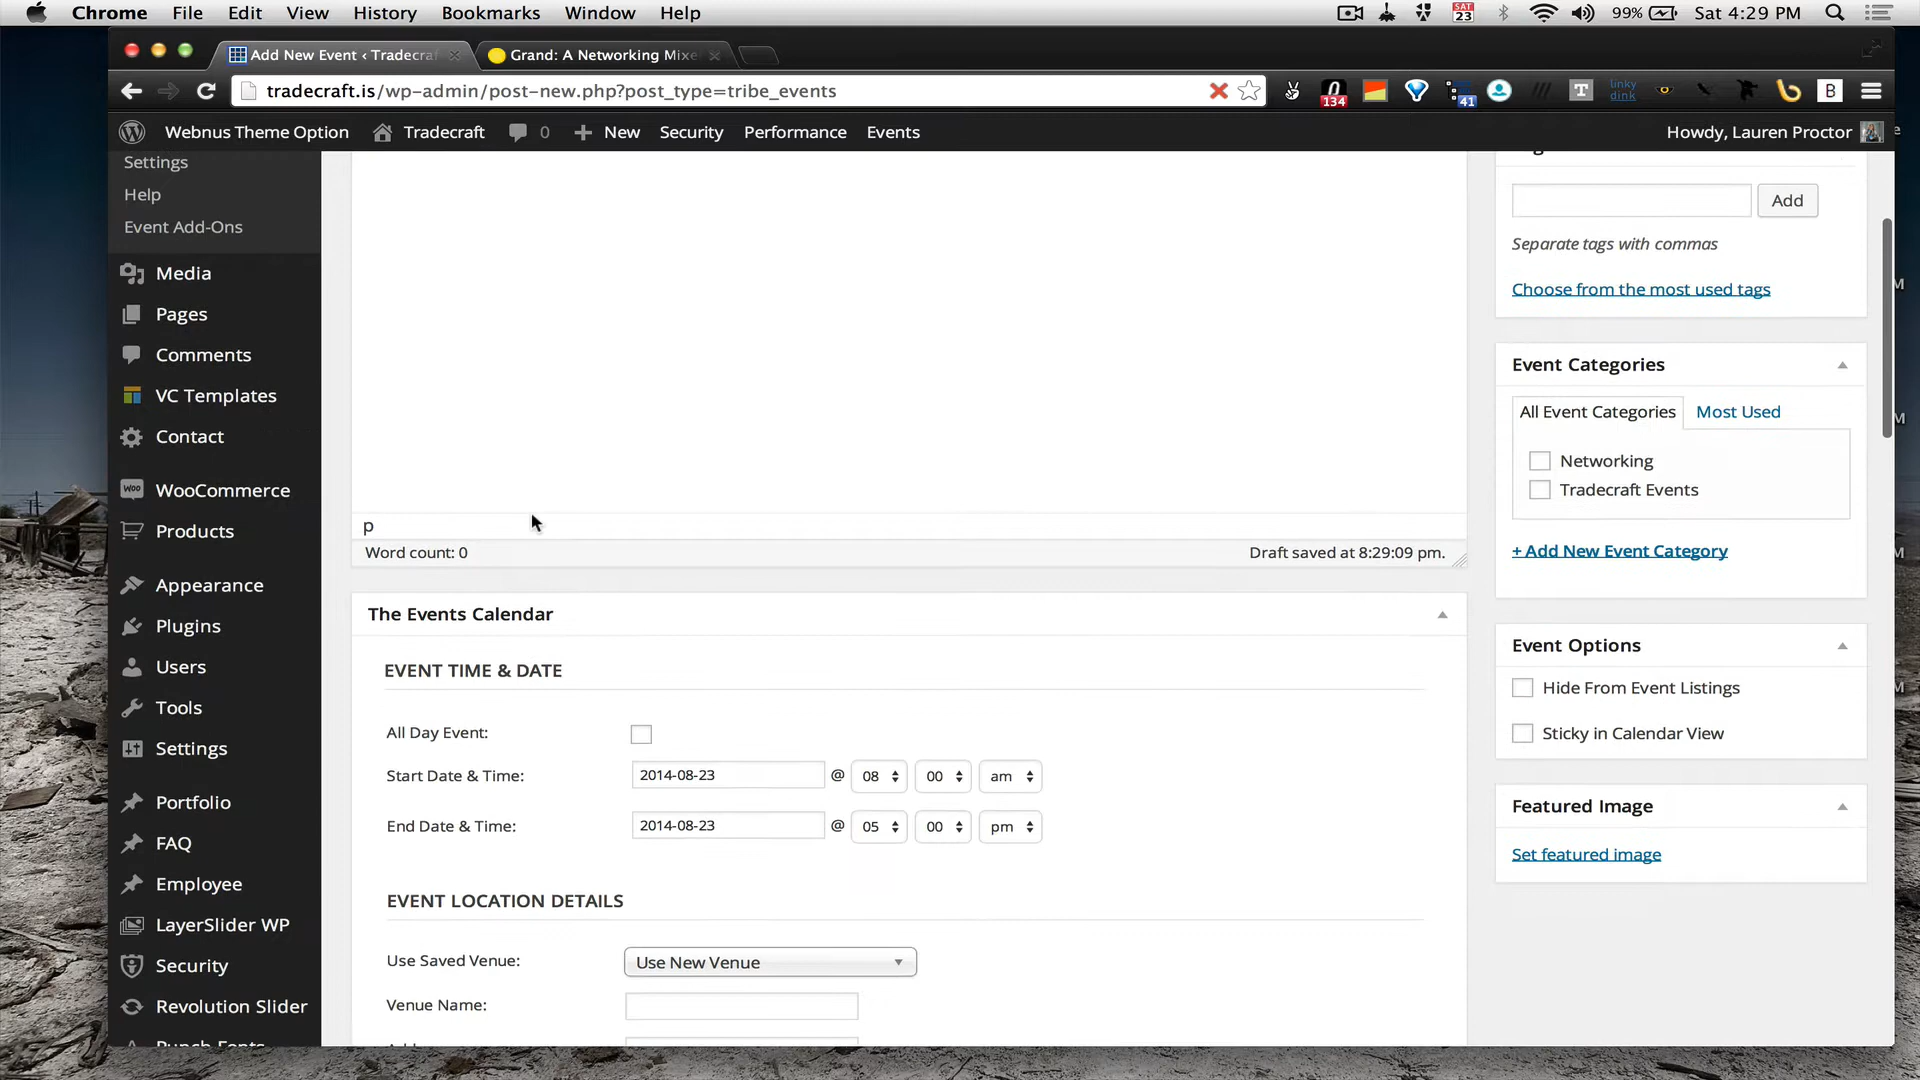 Chrome File Edit View History Bookmarks Window Help SAT 23 99% Sat 4:29 PM
Add New Event ‹ Tradecraf Grand: A Networking Mixe
tradecraft.is/wp-admin/post-new.php?post_type=tribe_events 134 41 T linky dink B
Webnus Theme Option Tradecraft 0 New Security Performance Events Howdy, Lauren Proctor
Settings
Help
Event Add-Ons
Media
Pages
Comments
VC Templates
Contact
WooCommerce
Products
Appearance
Plugins
Users
Tools
Settings
Portfolio
FAQ
Employee
LayerSlider WP
Security
Revolution Slider
Punch Fonts
p
Word count: 0 Draft saved at 8:29:09 pm.
The Events Calendar
EVENT TIME & DATE
All Day Event:
Start Date & Time: 2014-08-23 @ 08 00 am
End Date & Time: 2014-08-23 @ 05 00 pm
EVENT LOCATION DETAILS
Use Saved Venue: Use New Venue
Venue Name:
Add
Separate tags with commas
Choose from the most used tags
Event Categories
All Event Categories Most Used
Networking
Tradecraft Events
+ Add New Event Category
Event Options
Hide From Event Listings
Sticky in Calendar View
Featured Image
Set featured image